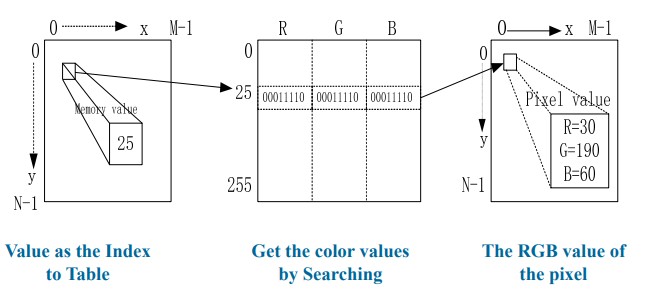 0 x M-1
0
Memory value
25
y
N-1
R G B
0
25 00011110 00011110 00011110
255
0 x M-1
0
Pixel value
R=30
G=190
B=60
y
N-1
Value as the Index
to Table
Get the color values
by Searching
The RGB value of
the pixel